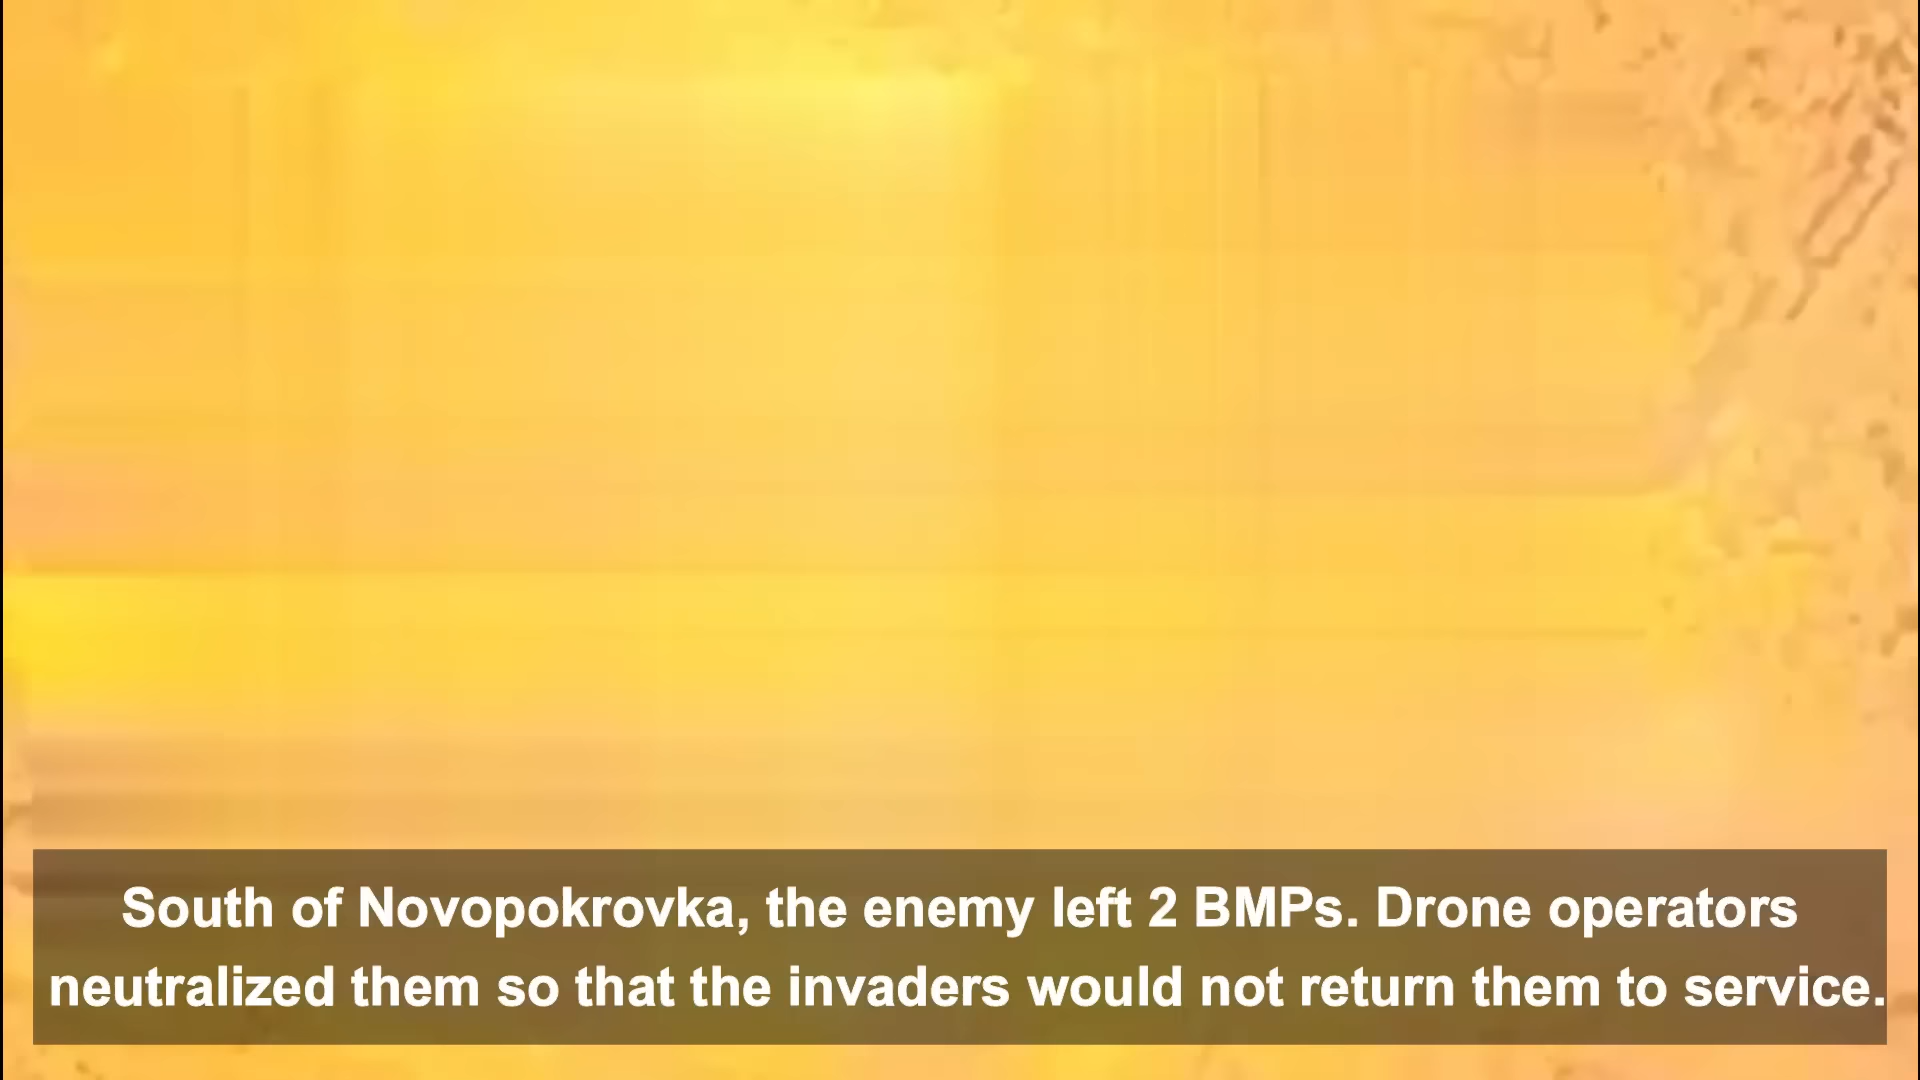 South of Novopokrovka, the enemy left 2 BMPs. Drone operators
neutralized them so that the invaders would not return them to service.